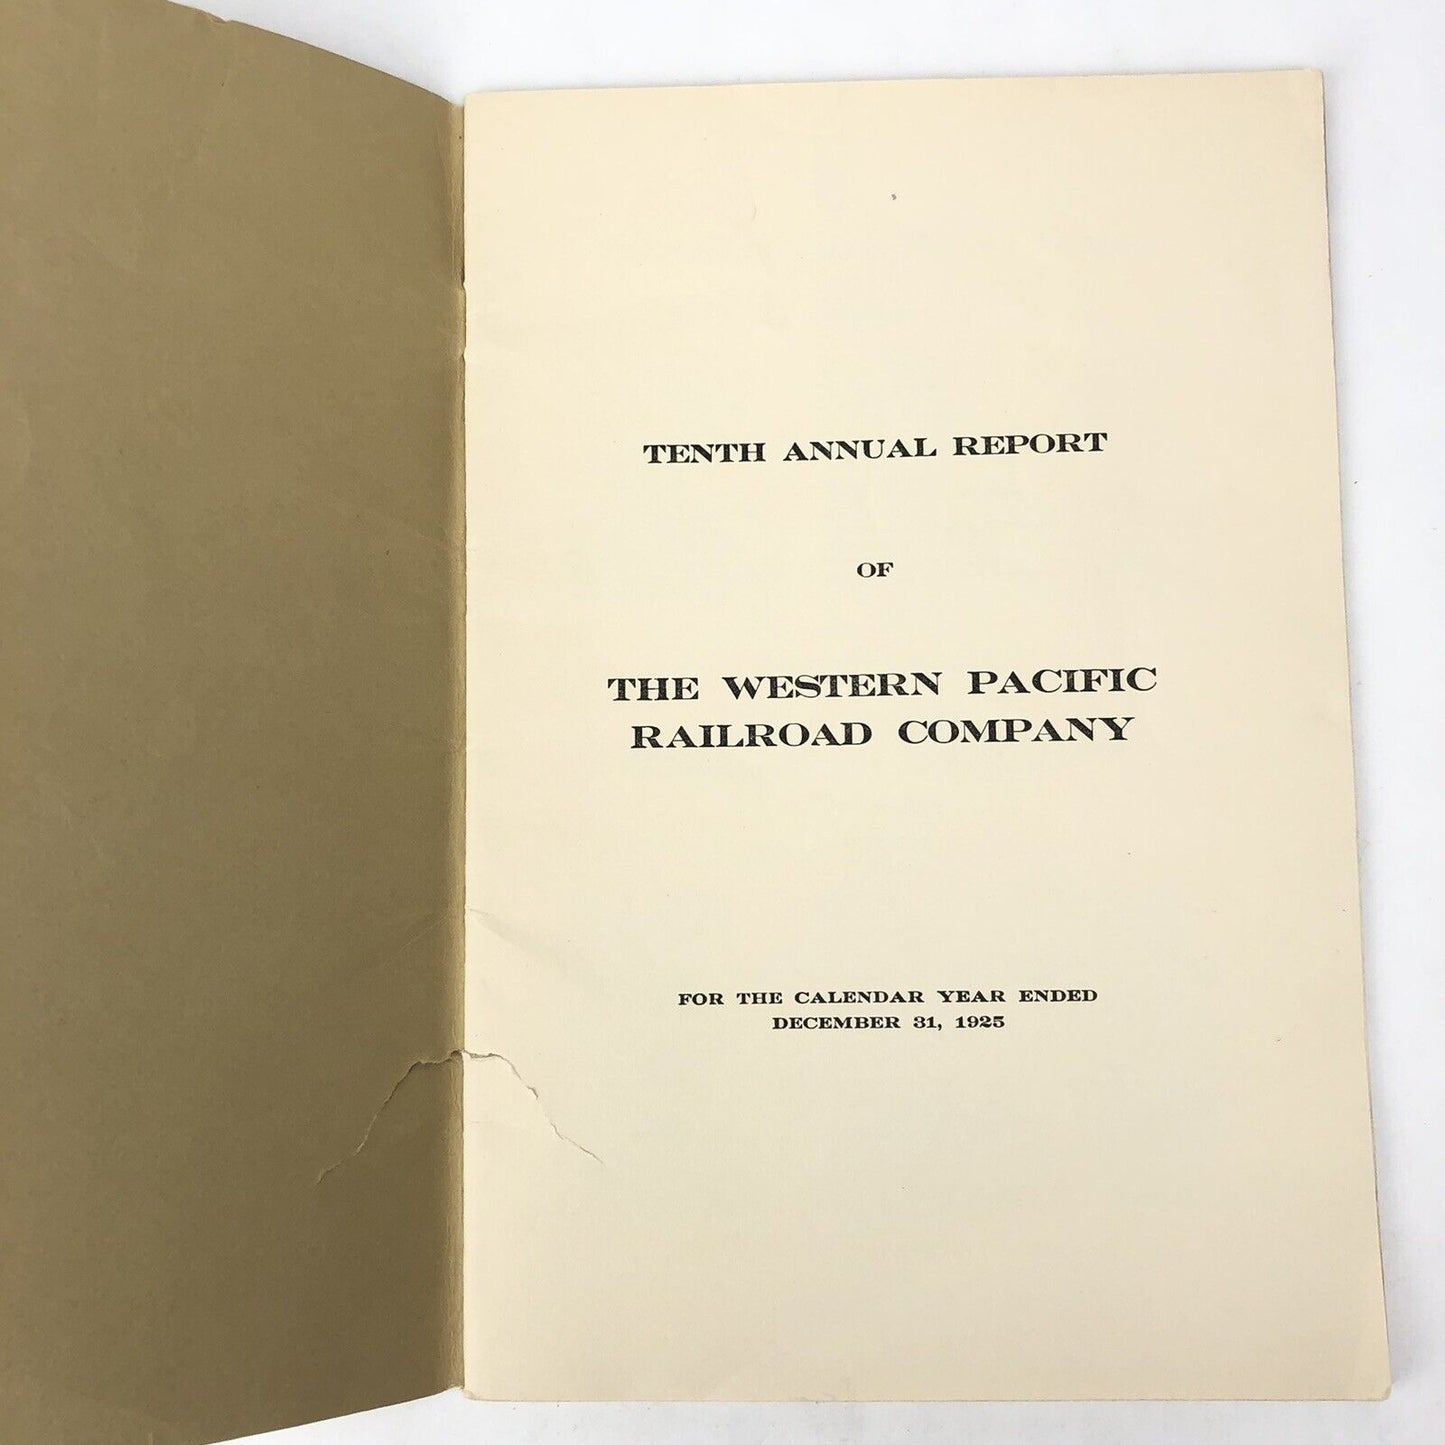 TENTH ANNUAL REPORT
OF
THE WESTERN PACIFIC
RAILROAD COMPANY
FOR THE CALENDAR YEAR ENDED
DECEMBER 31, 1925